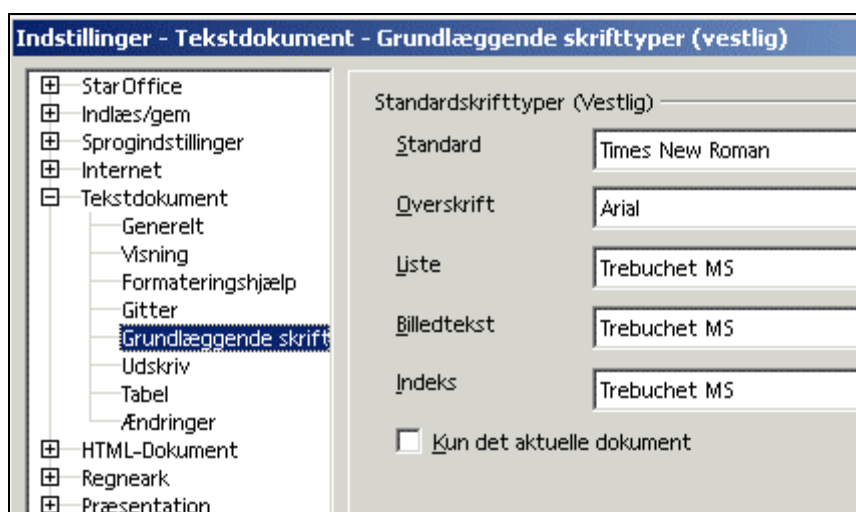 Indstillinger - Tekstdokument - Grundlæggende skrifttyper (vestlig)
StarOffice
Indlæs/gem
Sprogindstillinger
Internet
Tekstdokument
Generelt
Visning
Formateringshjælp
Gitter
Grundlæggende skrift
Udskriv
Tabel
Ændringer
HTML-Dokument
Regneark
Præsentation
Standardskrifttyper (Vestlig)
Standard Times New Roman
Overskrift Arial
Liste Trebuchet MS
Billedtekst Trebuchet MS
Indeks Trebuchet MS
Kun det aktuelle dokument